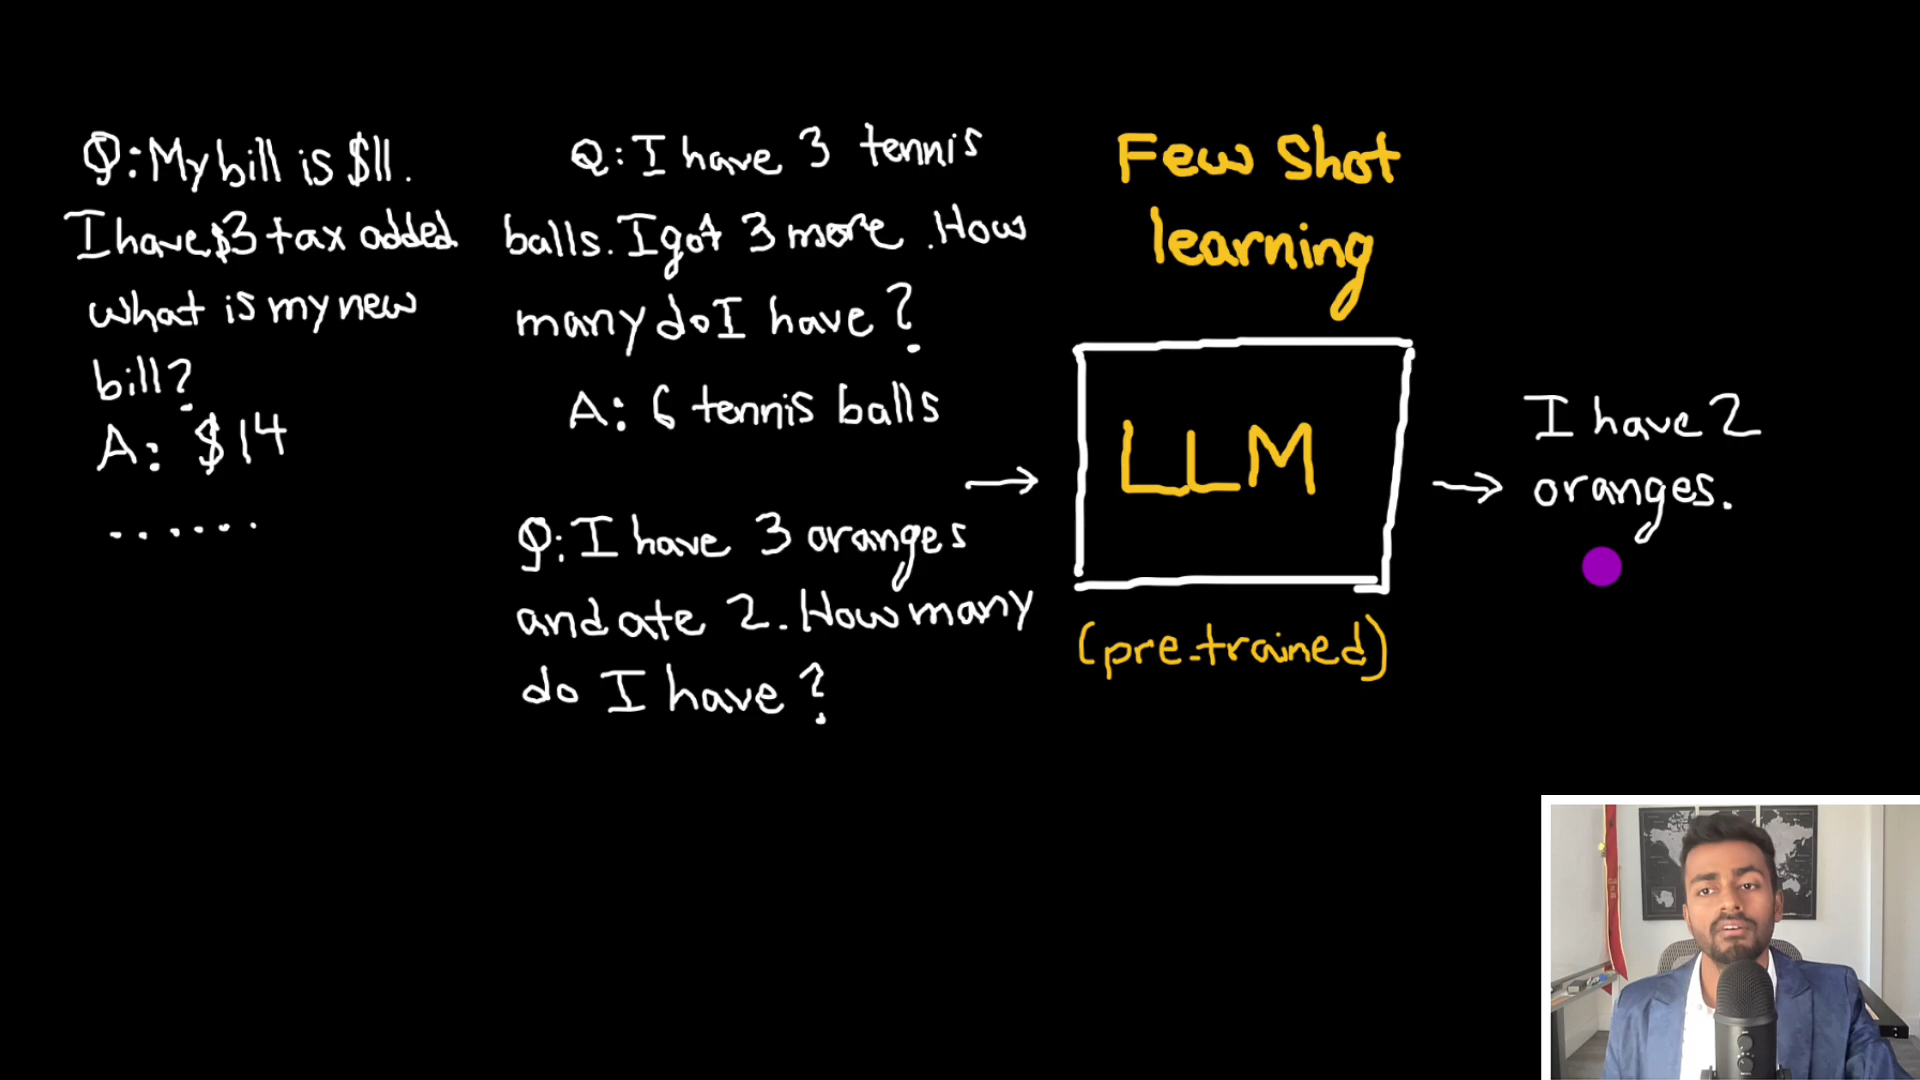 Q: My bill is $11.
I have $3 tax added
what is my new
bill?
A: $14
......
Q: I have 3 tennis
balls. I got 3 more. How
many do I have?
A: 6 tennis balls
Q: I have 3 oranges
and ate 2. How many
do I have?
Few Shot
learning
LLM
(pre-trained)
I have 2
oranges.